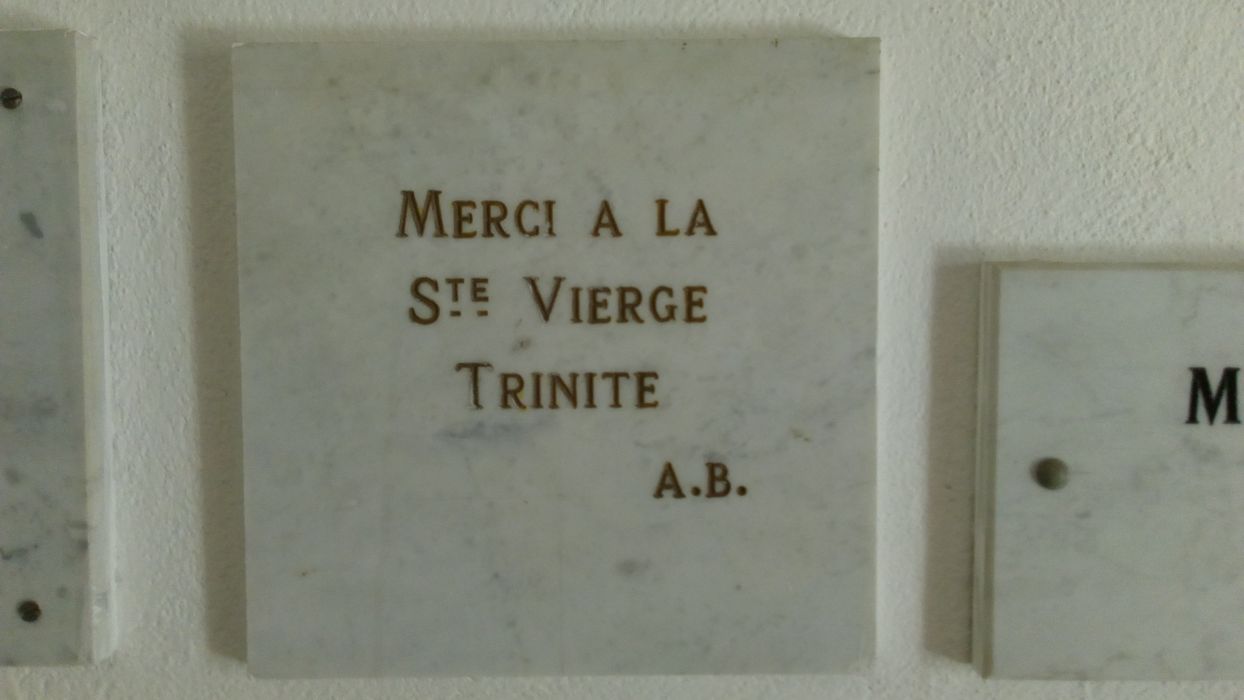 MERCI A LA
STE VIERGE
TRINITE
A.B.
M